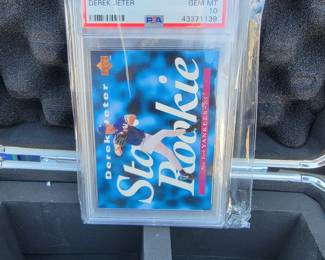 DEREK JETER
GEM MT
PSA
10
43371139
Derek Jeter
Star
Rookie
YANKEES